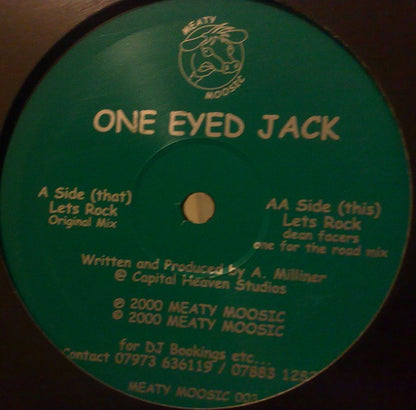 MEATY
MOOSIC
ONE EYED JACK
A Side (that)
Lets Rock
Original Mix
AA Side (this)
Lets Rock
dean facers
one for the road mix
Written and Produced by A. Milliner
@ Capital Heaven Studios
℗ 2000 MEATY MOOSIC
© 2000 MEATY MOOSIC
for DJ Bookings etc...
Contact 07973 636119 / 07883
MEATY MOOSIC